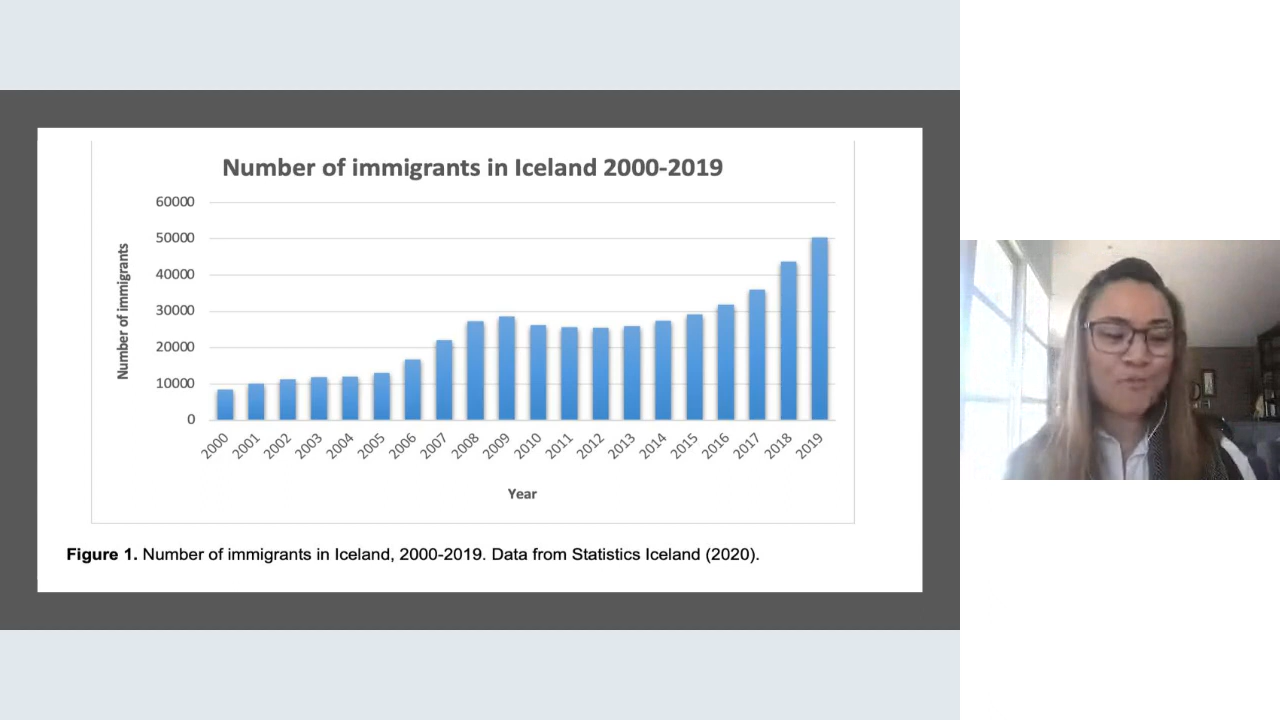 Number of immigrants in Iceland 2000-2019
60000
50000
40000
30000
20000
10000
0
Number of immigrants
2000 2001 2002 2003 2004 2005 2006 2007 2008 2009 2010 2011 2012 2013 2014 2015 2016 2017 2018 2019
Year
Figure 1. Number of immigrants in Iceland, 2000-2019. Data from Statistics Iceland (2020).